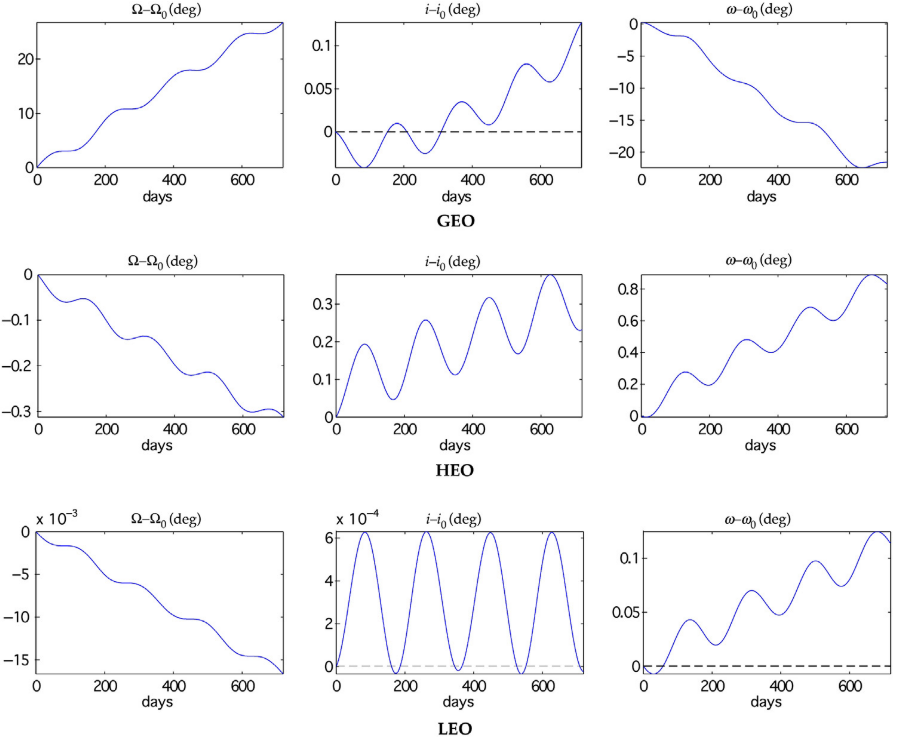 Ω–Ω0 (deg)
i–i0 (deg)
ω–ω0 (deg)
20
10
0
0 200 400 600
days
0.1
0.05
0
0 200 400 600
days
0
−5
−10
−15
−20
0 200 400 600
days
GEO
Ω–Ω0 (deg)
i–i0 (deg)
ω–ω0 (deg)
0
−0.1
−0.2
−0.3
0 200 400 600
days
0.3
0.2
0.1
0
0 200 400 600
days
0.8
0.6
0.4
0.2
0
0 200 400 600
days
HEO
x 10−3
Ω–Ω0 (deg)
x 10−4
i–i0 (deg)
ω–ω0 (deg)
0
−5
−10
−15
0 200 400 600
days
6
4
2
0
0 200 400 600
days
0.1
0.05
0
0 200 400 600
days
LEO